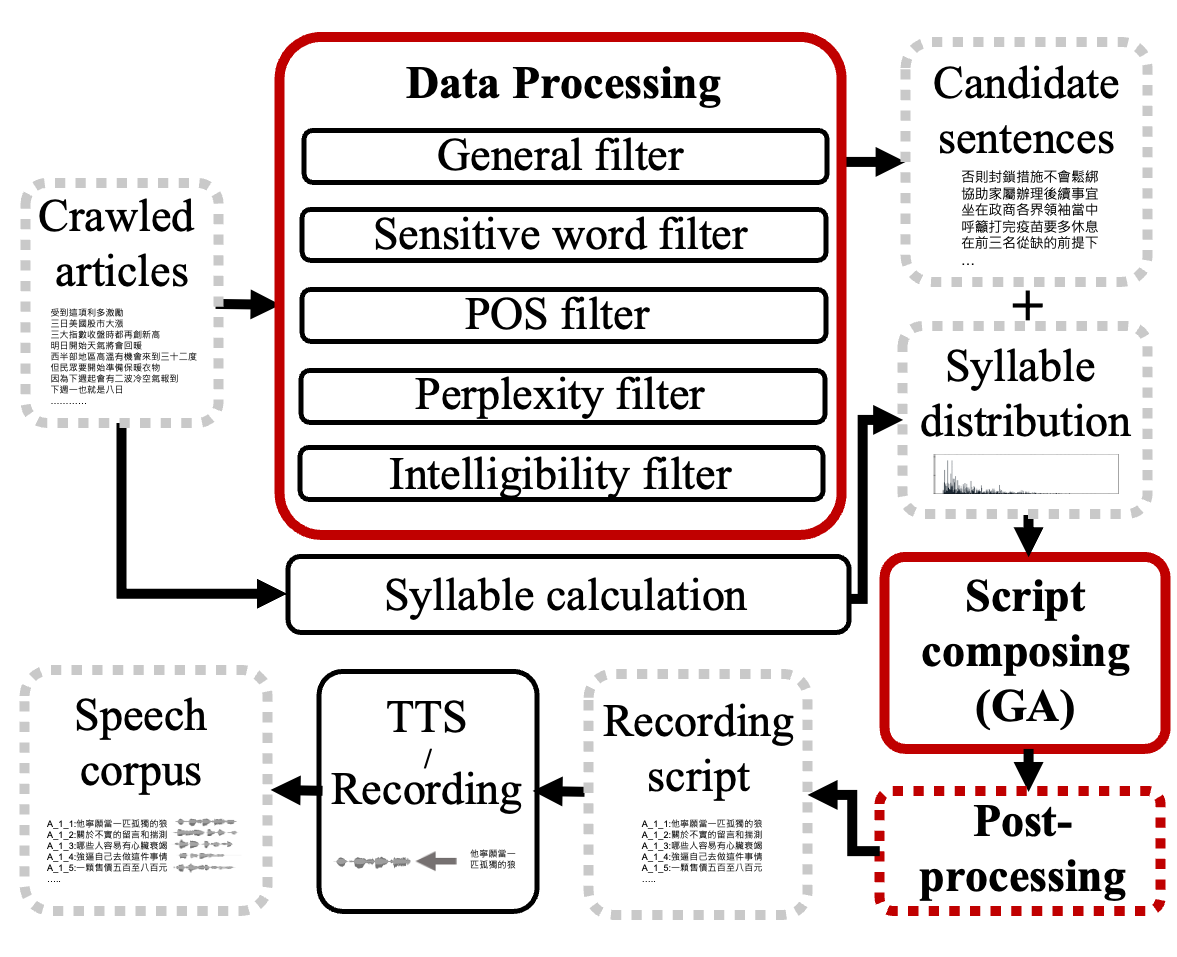 Crawled
articles
受到這項利多激勵
三日美國股市大漲
三大指數收盤時都再創新高
明日開始天氣將會回暖
西半部地區高溫有機會來到三十二度
但民眾要開始準備保暖衣物
因為下週起會有二波冷空氣報到
下週一也就是八日
............
Data Processing
General filter
Sensitive word filter
POS filter
Perplexity filter
Intelligibility filter
Syllable calculation
Candidate
sentences
否則封鎖措施不會鬆綁
協助家屬辦理後續事宜
坐在政商各界領袖當中
呼籲打完疫苗要多休息
在前三名從缺的前提下
...
+
Syllable
distribution
Script
composing
(GA)
Post-
processing
Recording
script
A_1_1:他寧願當一匹孤獨的狼
A_1_2:關於不實的留言和揣測
A_1_3:哪些人容易有心臟衰竭
A_1_4:強逼自己去做這件事情
A_1_5:一顆售價五百至八百元
.....
TTS
/
Recording
他寧願當一
匹孤獨的狼
Speech
corpus
A_1_1:他寧願當一匹孤獨的狼
A_1_2:關於不實的留言和揣測
A_1_3:哪些人容易有心臟衰竭
A_1_4:強逼自己去做這件事情
A_1_5:一顆售價五百至八百元
.....